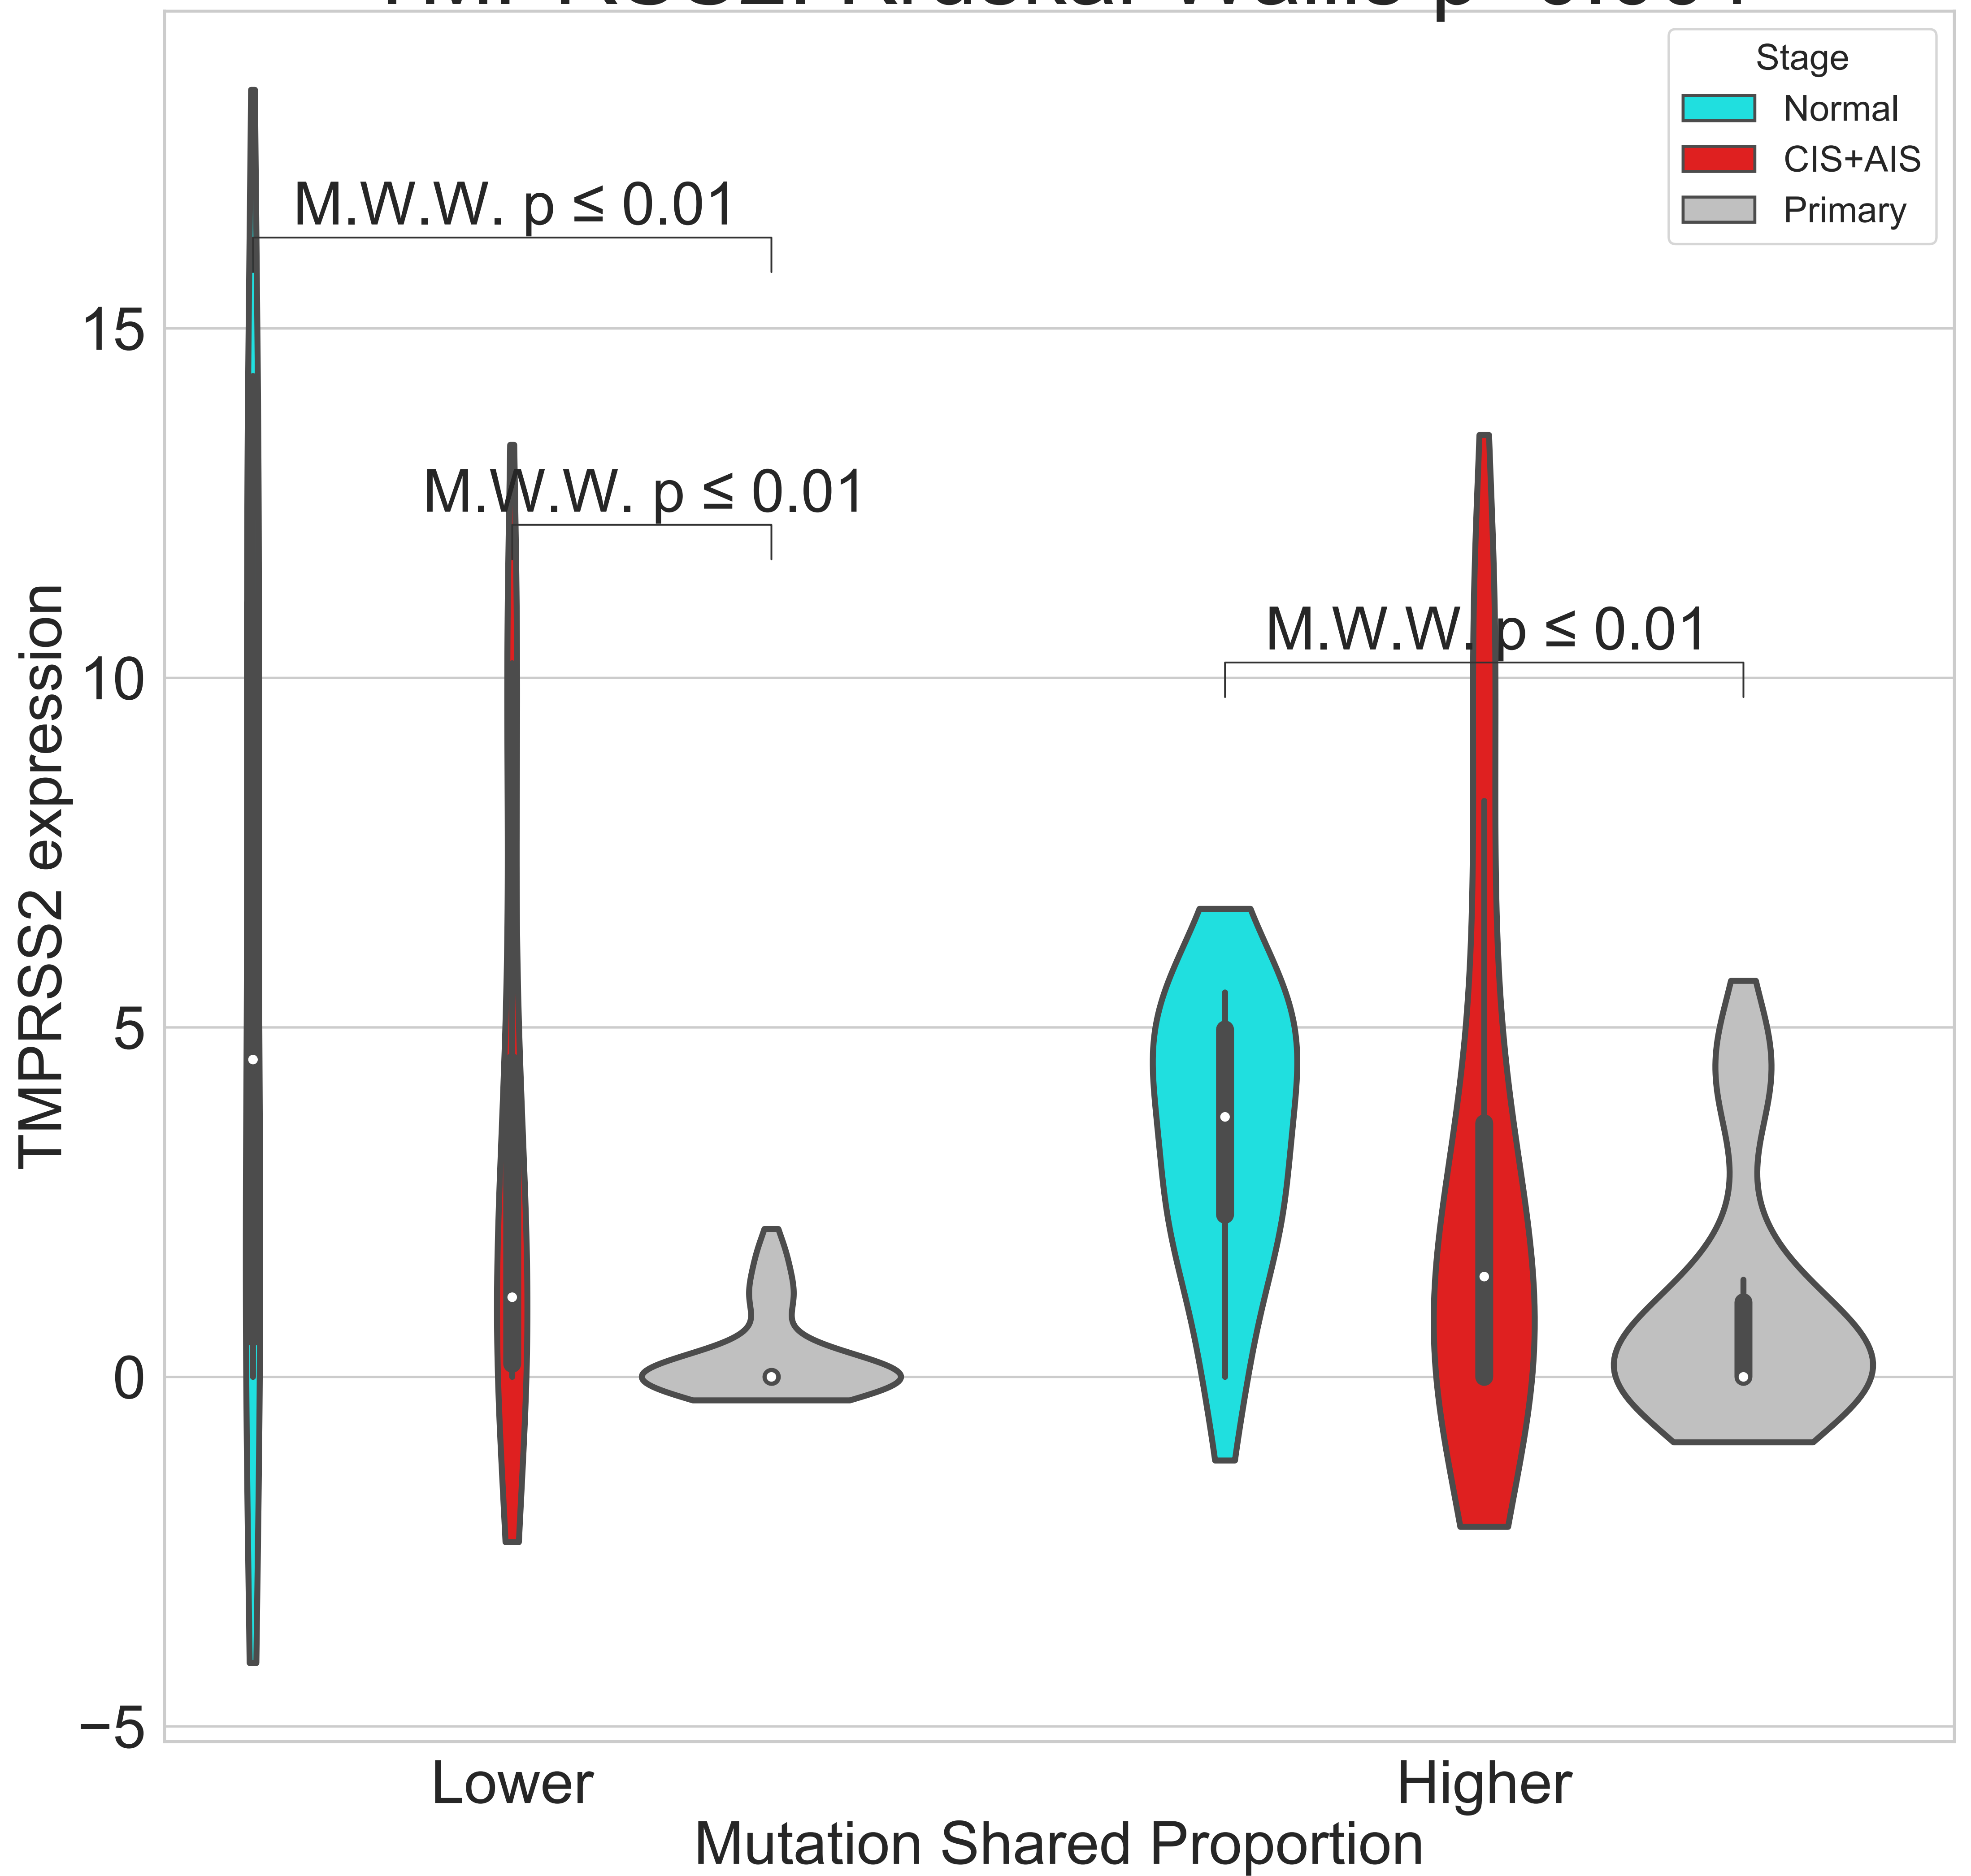 Stage
Normal
CIS+AIS
Primary
M.W.W. p ≤ 0.01
M.W.W. p ≤ 0.01
M.W.W. p ≤ 0.01
15
10
5
0
−5
TMPRSS2 expression
Lower
Higher
Mutation Shared Proportion